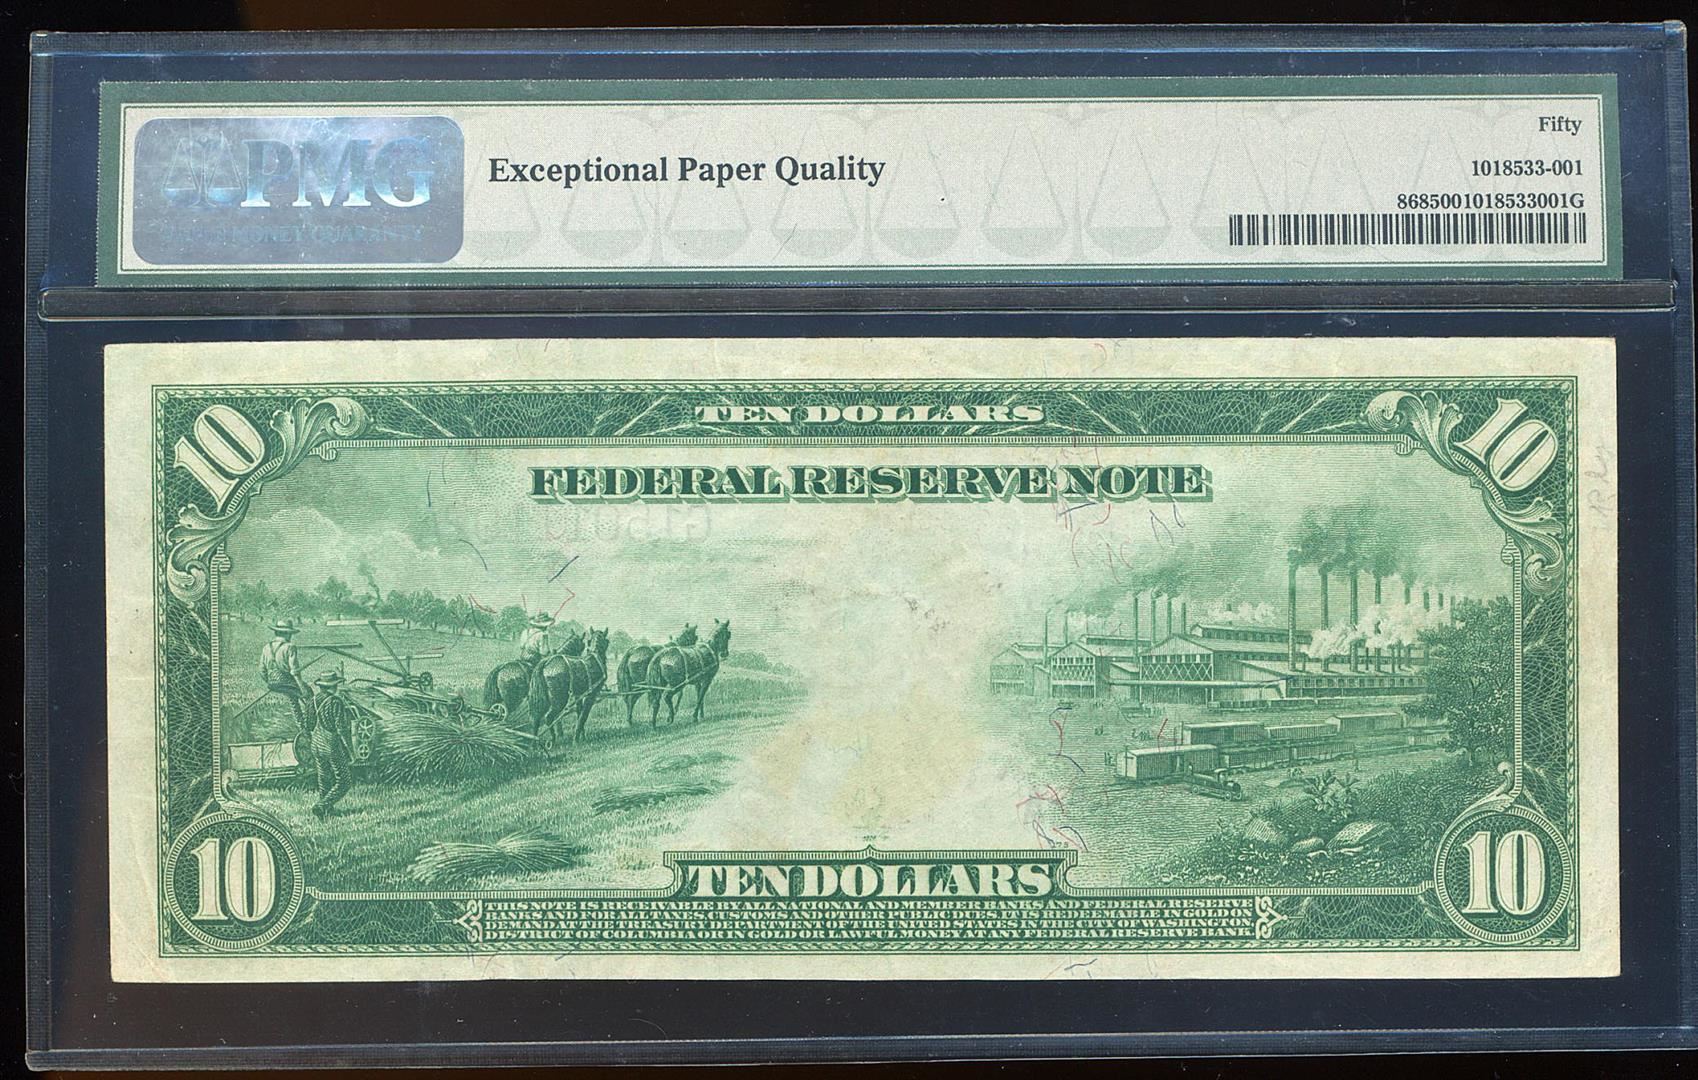 PMG
Exceptional Paper Quality
Fifty
1018533-001
8685001018533001G
10
TEN DOLLARS
10
FEDERAL RESERVE NOTE
TEN DOLLARS
10
10
THIS NOTE IS RECEIVABLE BY ALL NATIONAL AND MEMBER BANKS AND FEDERAL RESERVE
BANKS AND FOR ALL TAXES, CUSTOMS AND OTHER PUBLIC DUES. IT IS REDEEMABLE IN GOLD ON
DEMAND AT THE TREASURY DEPARTMENT OF THE UNITED STATES IN THE CITY OF WASHINGTON
DISTRICT OF COLUMBIA OR IN GOLD OR LAWFUL MONEY AT ANY FEDERAL RESERVE BANK.